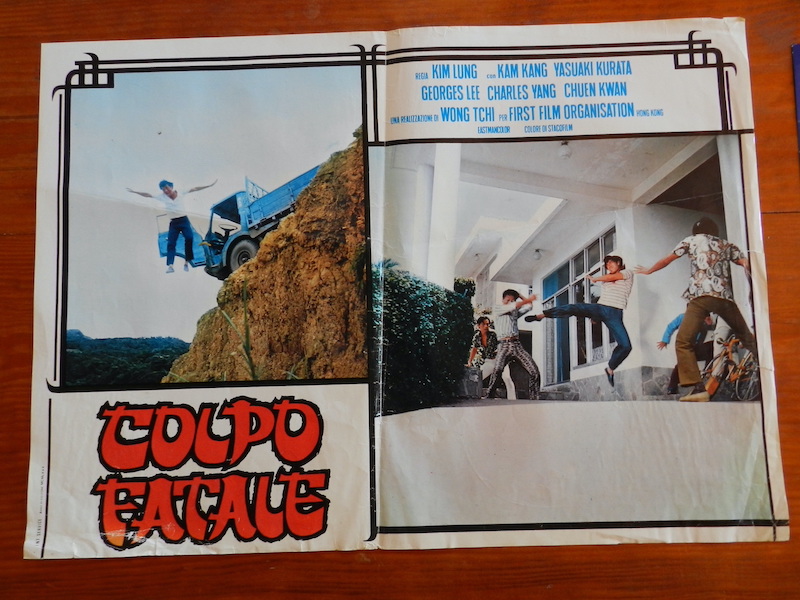 REGIA KIM LUNG CON KAM KANG YASUAKI KURATA
GEORGES LEE CHARLES YANG CHUEN KWAN
UNA REALIZZAZIONE DI WONG TCHI PER FIRST FILM ORGANISATION HONG KONG
EASTMANCOLOR COLORE DI STACOFILM
COLPO
FATALE